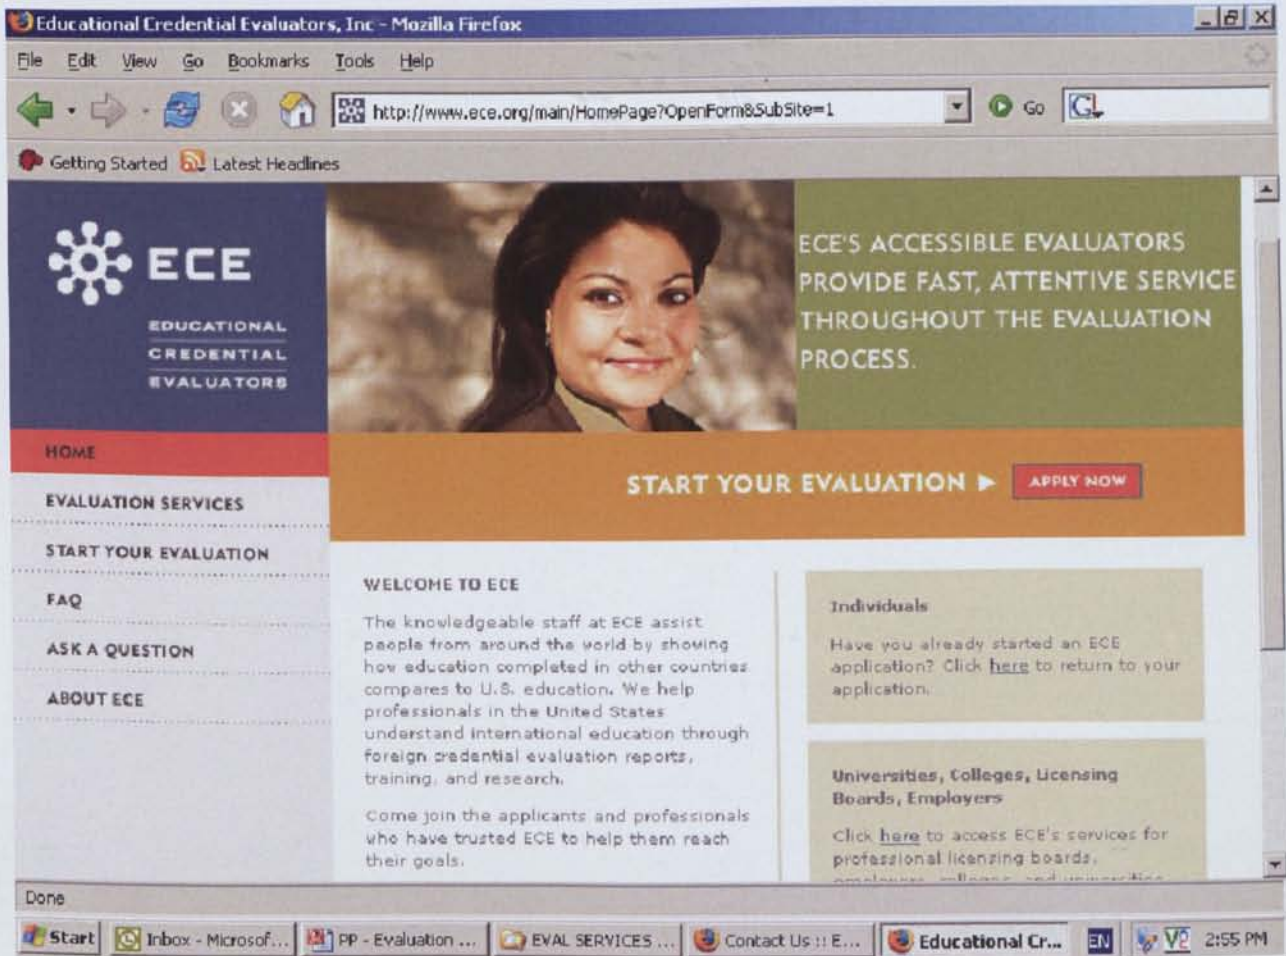 Educational Credential Evaluators, Inc - Mozilla Firefox
File Edit View Go Bookmarks Tools Help
http://www.ece.org/main/HomePage?OpenForm&SubSite=1
Go
Getting Started
Latest Headlines
ECE
EDUCATIONAL
CREDENTIAL
EVALUATORS
ECE'S ACCESSIBLE EVALUATORS
PROVIDE FAST, ATTENTIVE SERVICE
THROUGHOUT THE EVALUATION
PROCESS.
HOME
EVALUATION SERVICES
START YOUR EVALUATION
FAQ
ASK A QUESTION
ABOUT ECE
START YOUR EVALUATION
APPLY NOW
WELCOME TO ECE
The knowledgeable staff at ECE assist
people from around the world by showing
how education completed in other countries
compares to U.S. education. We help
professionals in the United States
understand international education through
foreign credential evaluation reports,
training, and research.
Come join the applicants and professionals
who have trusted ECE to help them reach
their goals.
Individuals
Have you already started an ECE
application? Click here to return to your
application.
Universities, Colleges, Licensing
Boards, Employers
Click here to access ECE's services for
professional licensing boards,
employers, colleges, and universities
Done
Start
Inbox - Microsof...
PP - Evaluation ...
EVAL SERVICES ...
Contact Us :: E...
Educational Cr...
EN
V2
2:55 PM